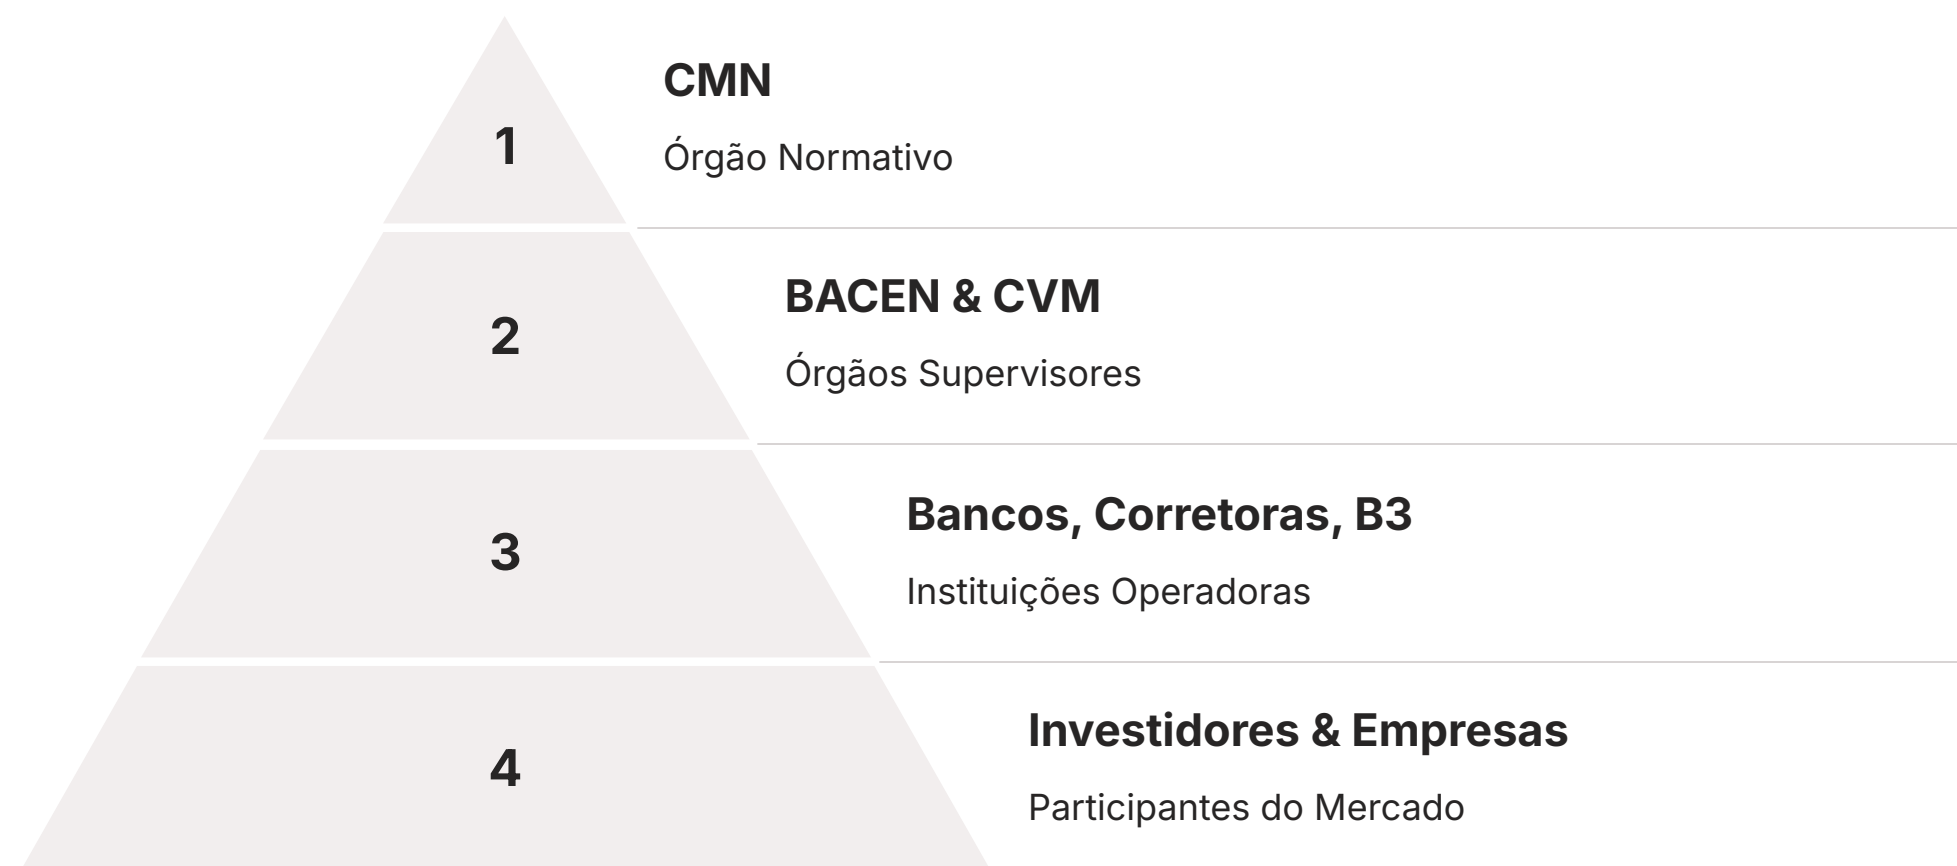 1
CMN
Órgão Normativo
2
BACEN & CVM
Órgãos Supervisores
3
Bancos, Corretoras, B3
Instituições Operadoras
4
Investidores & Empresas
Participantes do Mercado